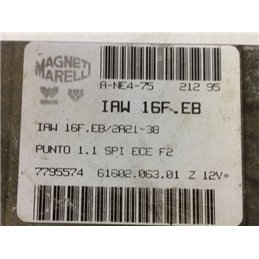 MAGNETI
MARELLI
A-NE4-75 212 95
IAW 16F.EB
IAW 16F.EB/2A21-38
PUNTO 1.1 SPI ECE F2
7795574 61602.063.01 Z 12V=